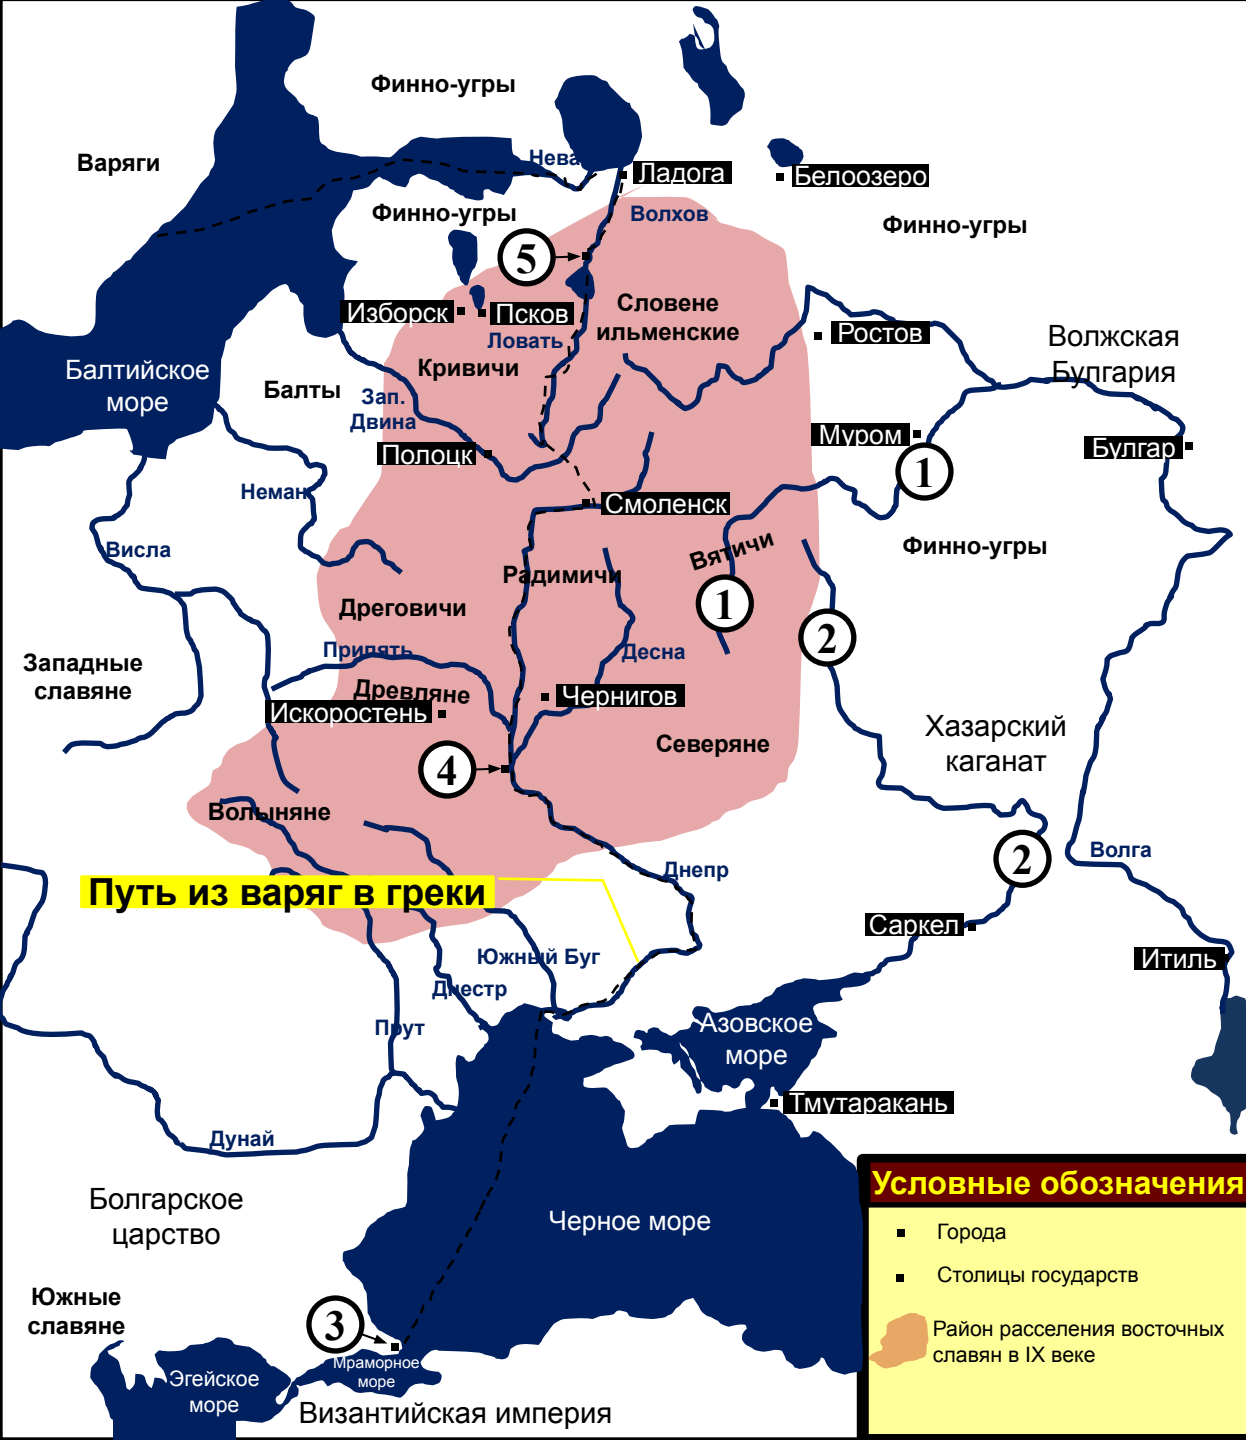 Финно-угры
Варяги
Нева
Ладога
Белоозеро
Финно-угры
Волхов
Финно-угры
5
Изборск
Псков
Словене
ильменские
Ловать
Ростов
Волжская
Булгария
Балтийское
море
Балты
Кривичи
Зап.
Двина
Полоцк
Муром
Булгар
1
Неман
Смоленск
Висла
Вятичи
Финно-угры
Радимичи
Дреговичи
1
2
Припять
Десна
Западные
славяне
Древляне
Искоростень
Чернигов
Северяне
Хазарский
каганат
4
Волыняне
2
Волга
Днепр
Путь из варяг в греки
Саркел
Южный Буг
Итиль
Днестр
Прут
Азовское
море
Тмутаракань
Дунай
Болгарское
царство
Черное море
Южные
славяне
3
Мраморное
море
Эгейское
море
Византийская империя
Условные обозначения
Города
Столицы государств
Район расселения восточных
славян в IX веке